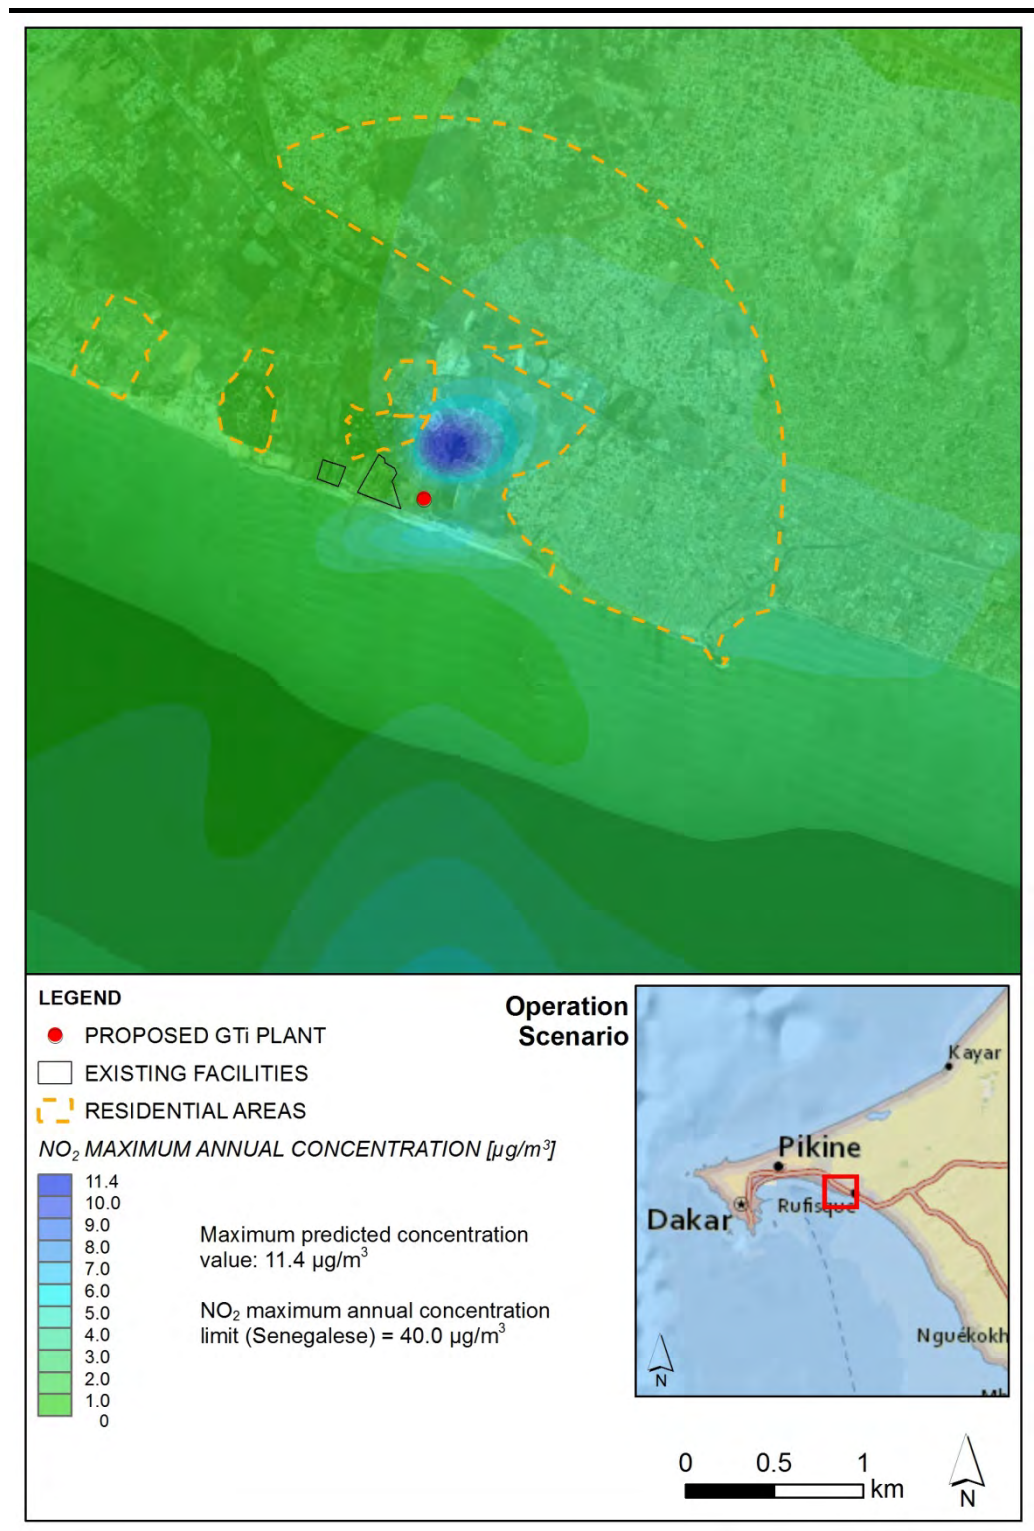 LEGEND
Operation
Scenario
PROPOSED GTi PLANT
EXISTING FACILITIES
RESIDENTIAL AREAS
NO₂ MAXIMUM ANNUAL CONCENTRATION [µg/m³]
11.4
10.0
9.0
8.0
7.0
6.0
5.0
4.0
3.0
2.0
1.0
0
Maximum predicted concentration
value: 11.4 µg/m³
NO₂ maximum annual concentration
limit (Senegalese) = 40.0 µg/m³
Kayar
Pikine
Dakar
Rufisque
Nguékokh
N
0 0.5 1
km
N